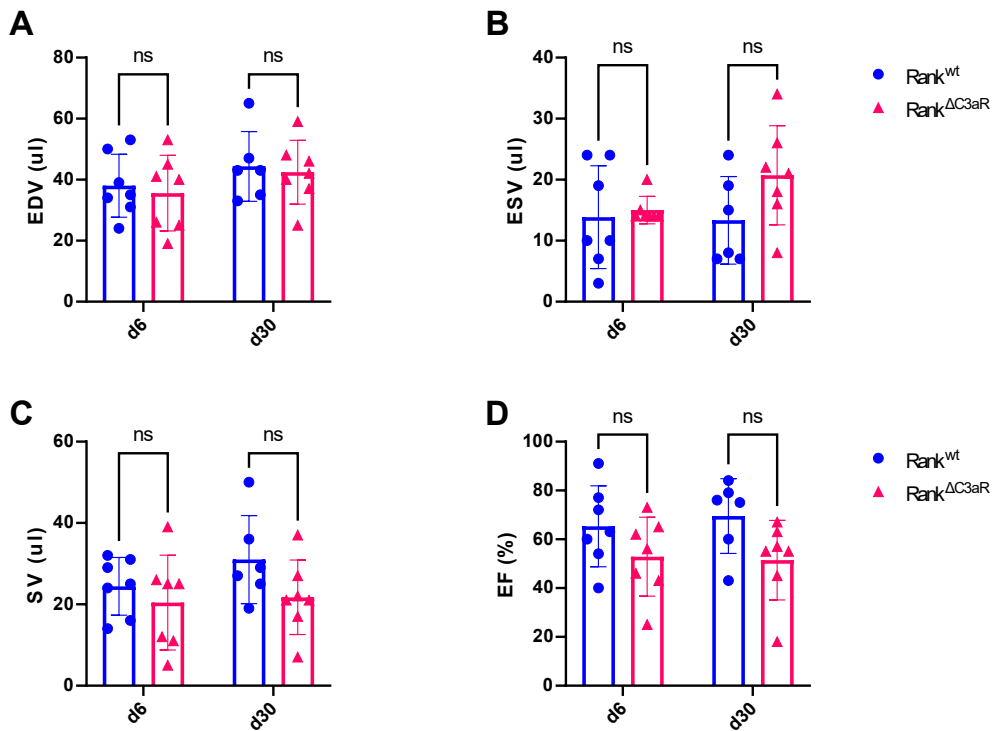 A
EDV (ul)
80
60
40
20
0
ns
ns
d6
d30
B
ESV (ul)
40
30
20
10
0
ns
ns
d6
d30
Rank^wt
Rank^ΔC3aR
C
SV (ul)
60
40
20
0
ns
ns
d6
d30
D
EF (%)
100
80
60
40
20
0
ns
ns
d6
d30
Rank^wt
Rank^ΔC3aR